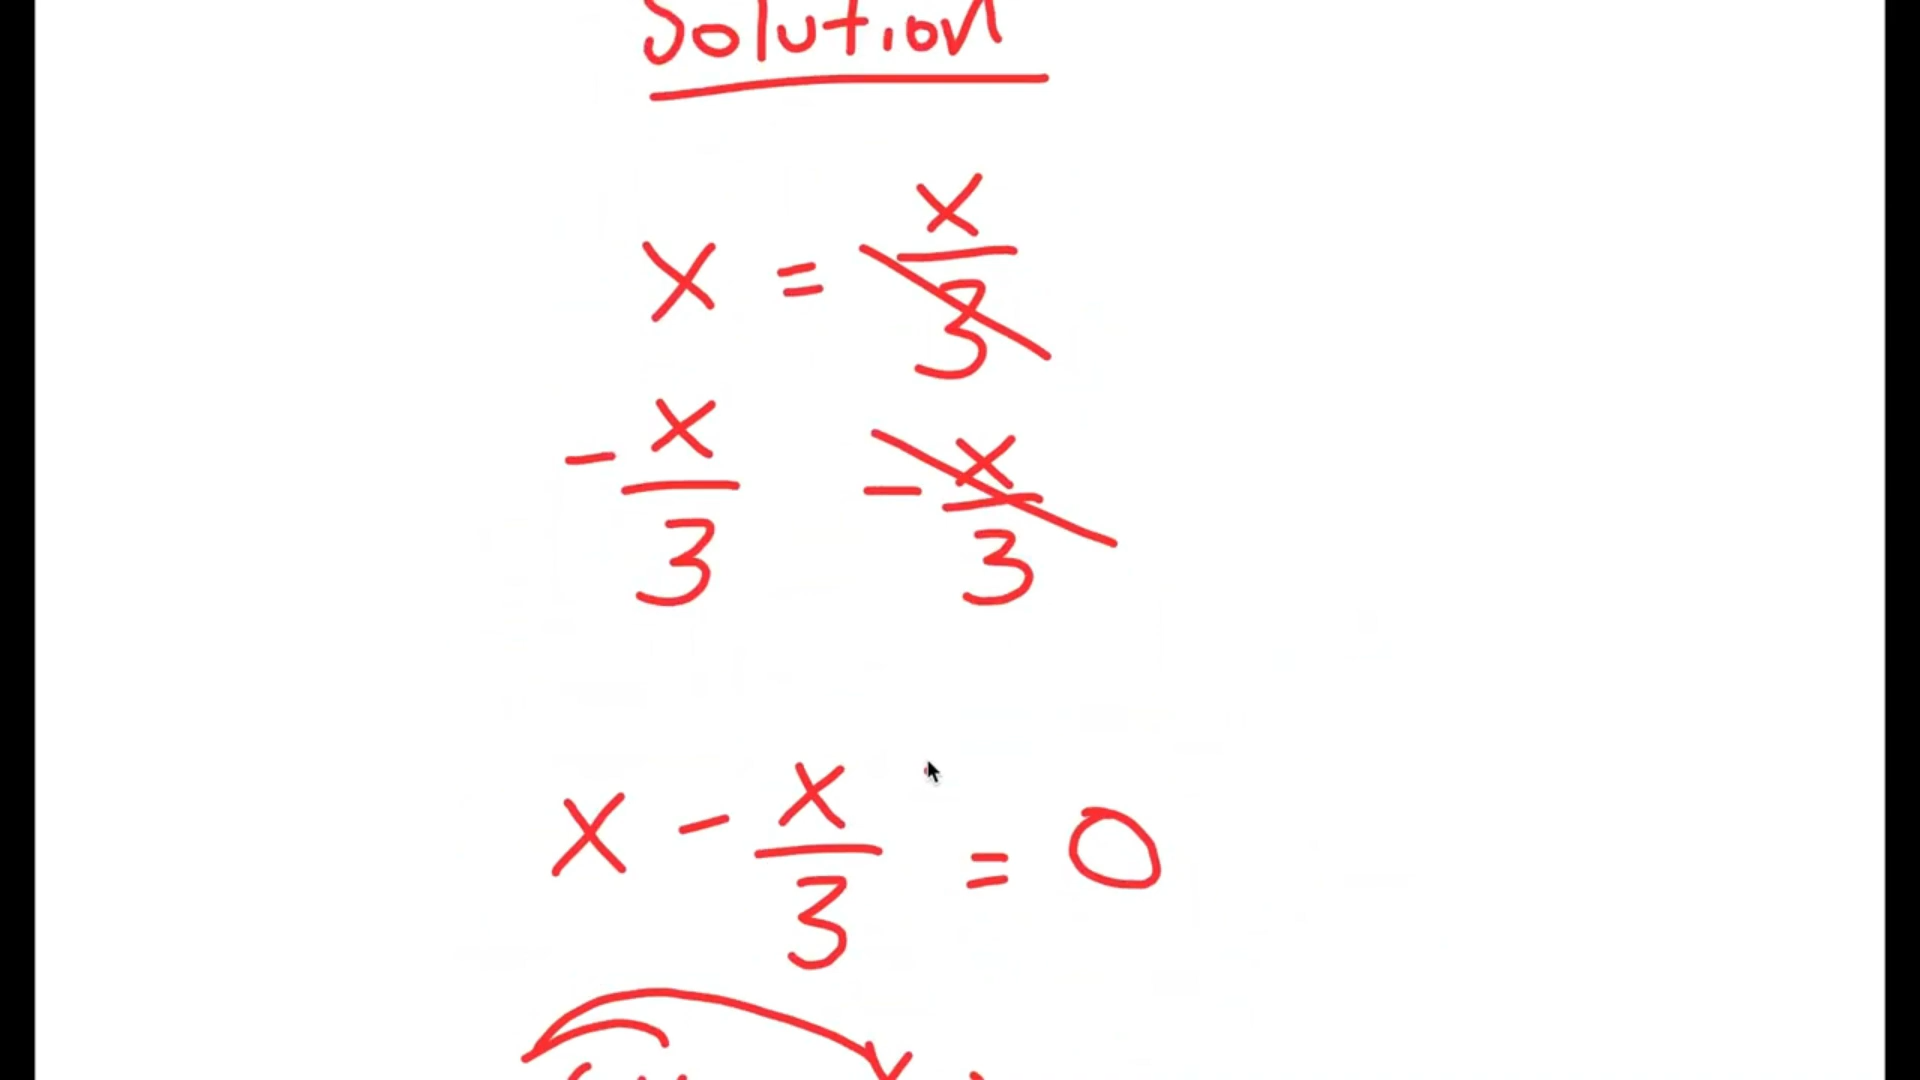 Solution
x = x/3
- x/3 - x/3
x - x/3 = 0